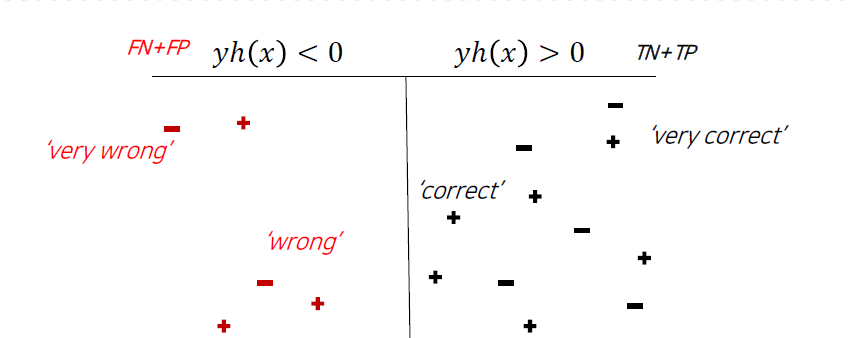 FN+FP yh(x) < 0 yh(x) > 0 TN+TP
'very wrong'
'very correct'
'correct'
'wrong'